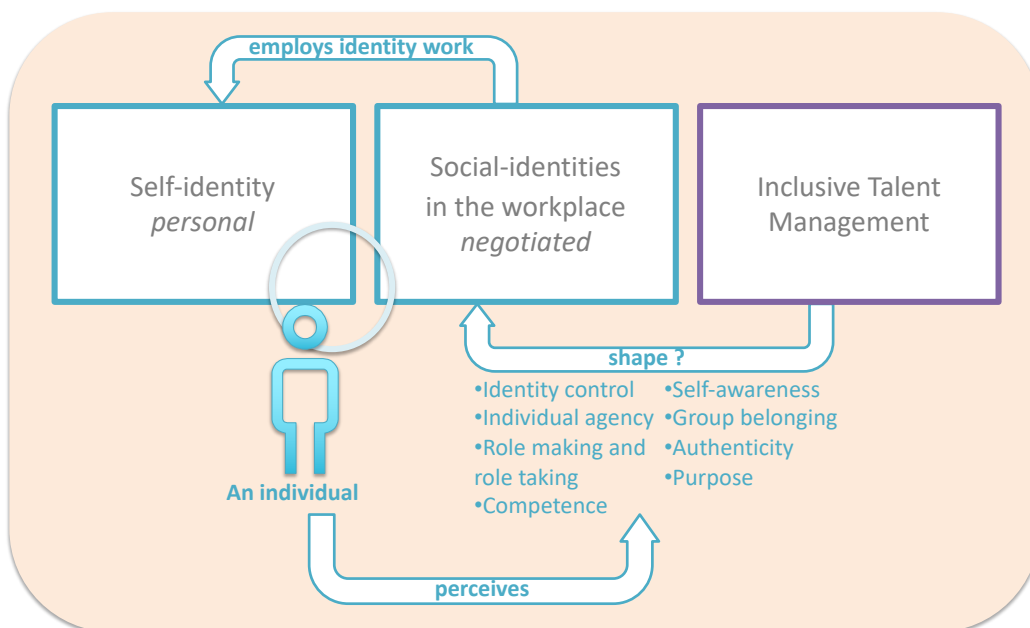 employs identity work
Self-identity
personal
Social-identities
in the workplace
negotiated
Inclusive Talent
Management
shape ?
•Identity control
•Individual agency
•Role making and
role taking
•Competence
•Self-awareness
•Group belonging
•Authenticity
•Purpose
An individual
perceives